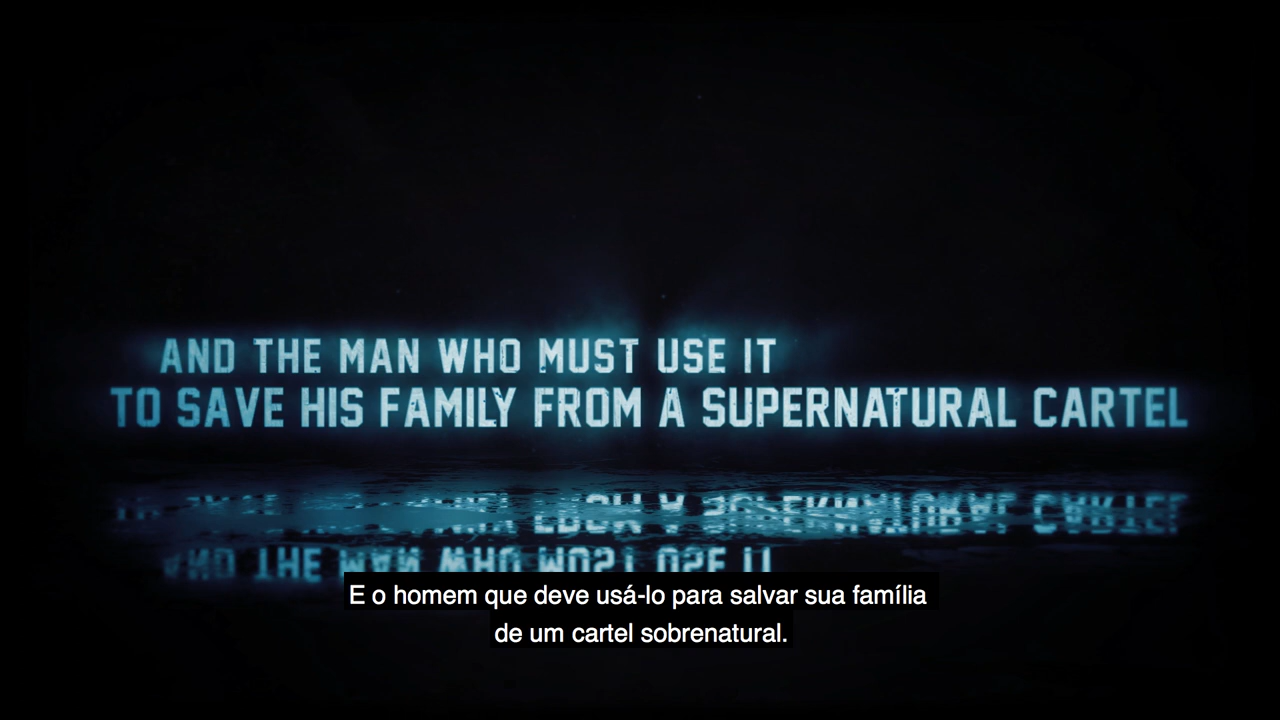 AND THE MAN WHO MUST USE IT
TO SAVE HIS FAMILY FROM A SUPERNATURAL CARTEL
E o homem que deve usá-lo para salvar sua família
de um cartel sobrenatural.